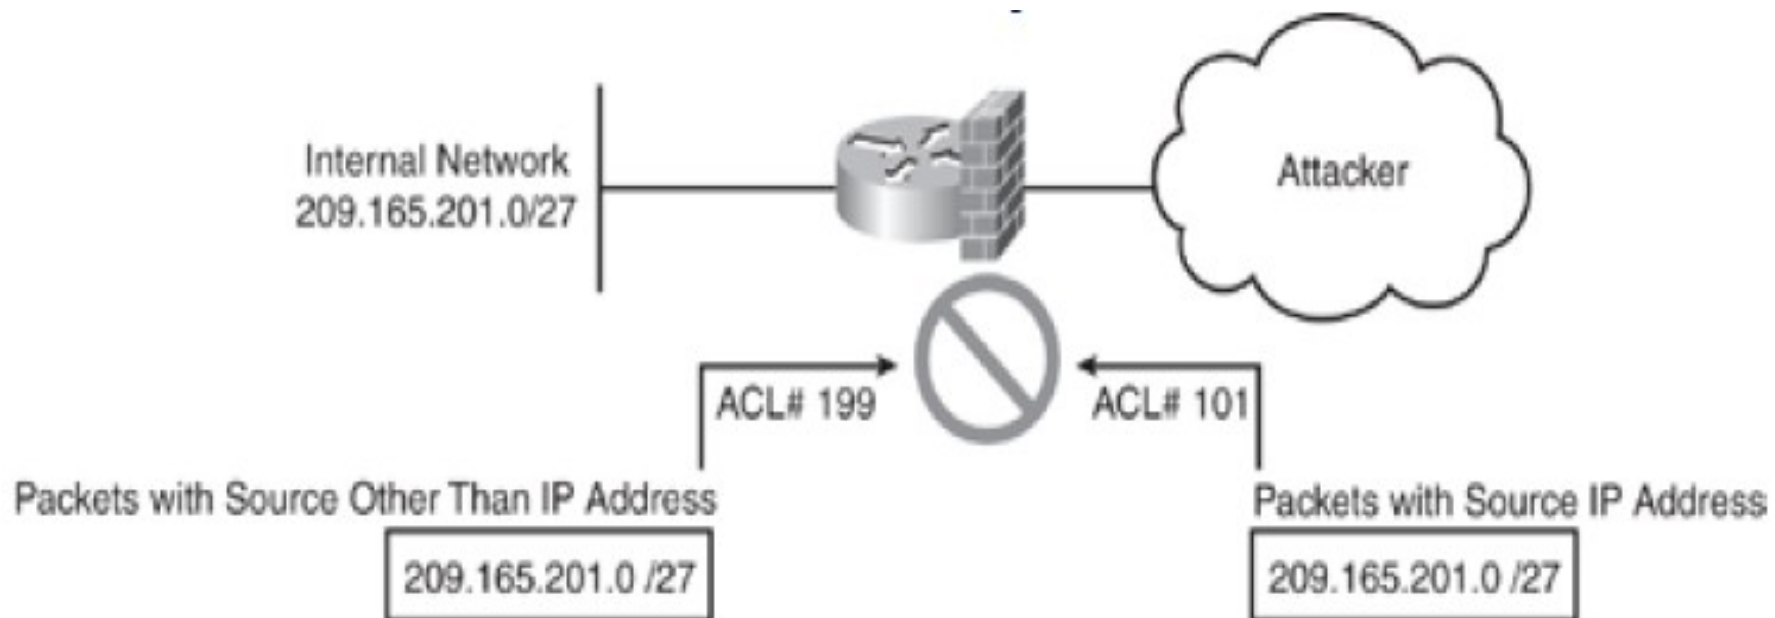 Internal Network
209.165.201.0/27
Attacker
ACL# 199
ACL# 101
Packets with Source Other Than IP Address
209.165.201.0 /27
Packets with Source IP Address
209.165.201.0 /27